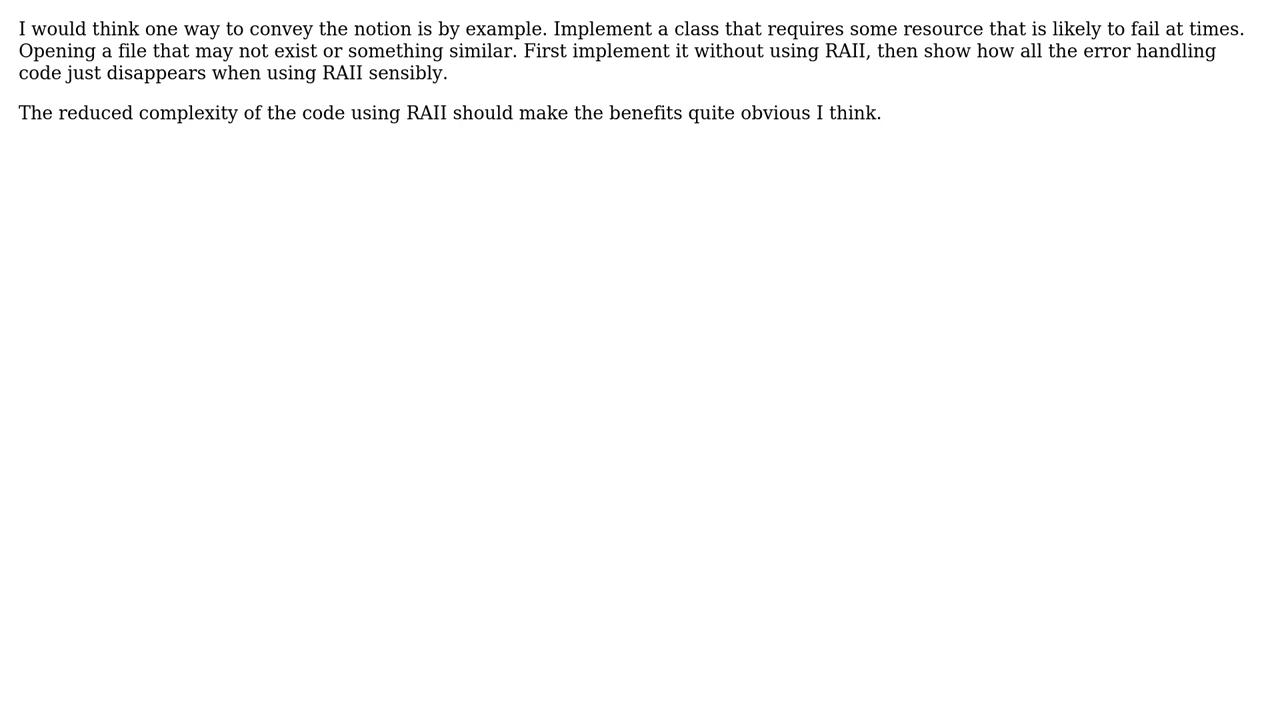 I would think one way to convey the notion is by example. Implement a class that requires some resource that is likely to fail at times.
Opening a file that may not exist or something similar. First implement it without using RAII, then show how all the error handling
code just disappears when using RAII sensibly.
The reduced complexity of the code using RAII should make the benefits quite obvious I think.